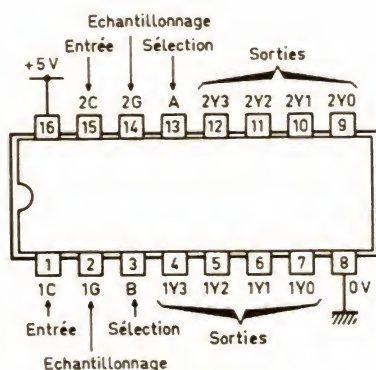 Echantillonnage
Entrée Sélection
Sorties
+5V
2C 2G A 2Y3 2Y2 2Y1 2Y0
16 15 14 13 12 11 10 9
1 2 3 4 5 6 7 8
1C 1G B 1Y3 1Y2 1Y1 1Y0 0V
Entrée Sélection Sorties
Echantillonnage